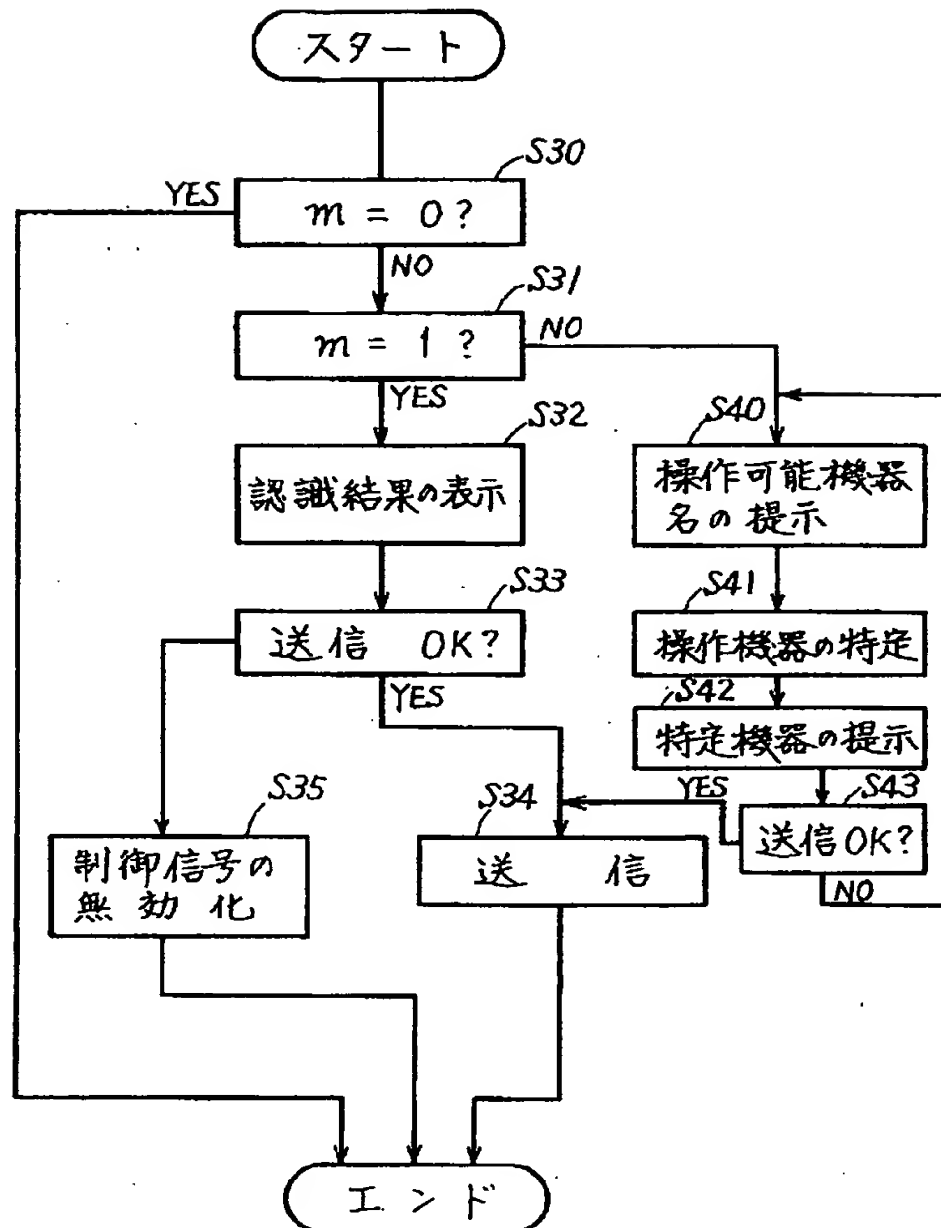 スタート
S30
YES
m = 0?
NO
S31
m = 1 ?
NO
YES
S32
認識結果の表示
S33
送信 OK?
YES
S35
制御信号の
無効化
S34
送 信
S40
操作可能機器
名の提示
S41
操作機器の特定
S42
特定機器の提示
S43
YES
送信OK?
NO
エンド